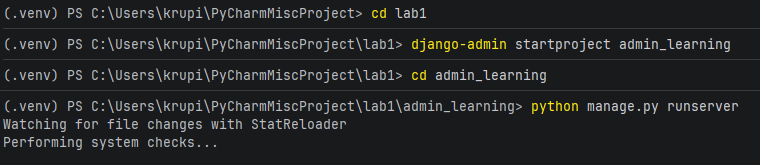 (.venv) PS C:\Users\krupi\PyCharmMiscProject> cd lab1
(.venv) PS C:\Users\krupi\PyCharmMiscProject\lab1> django-admin startproject admin_learning
(.venv) PS C:\Users\krupi\PyCharmMiscProject\lab1> cd admin_learning
(.venv) PS C:\Users\krupi\PyCharmMiscProject\lab1\admin_learning> python manage.py runserver
Watching for file changes with StatReloader
Performing system checks...